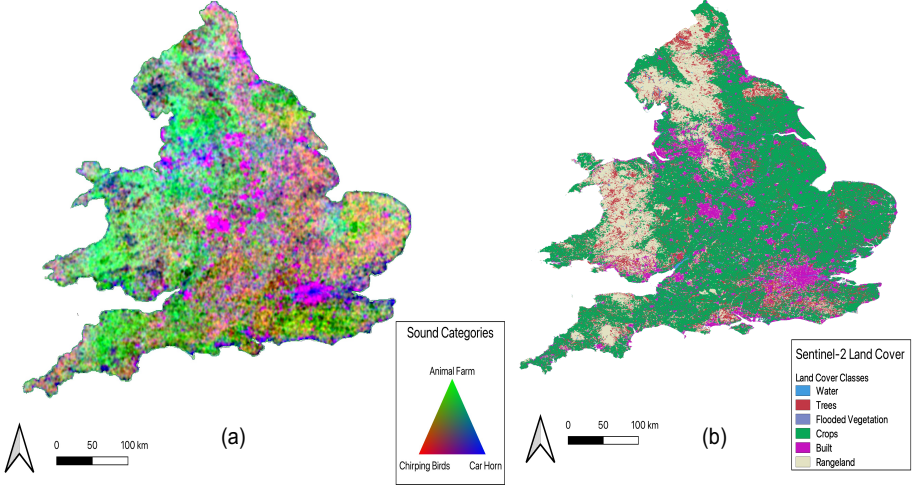 Sound Categories
Animal Farm
Chirping Birds
Car Horn
0 50 100 km
(a)
Sentinel-2 Land Cover
Land Cover Classes
Water
Trees
Flooded Vegetation
Crops
Built
Rangeland
0 50 100 km
(b)